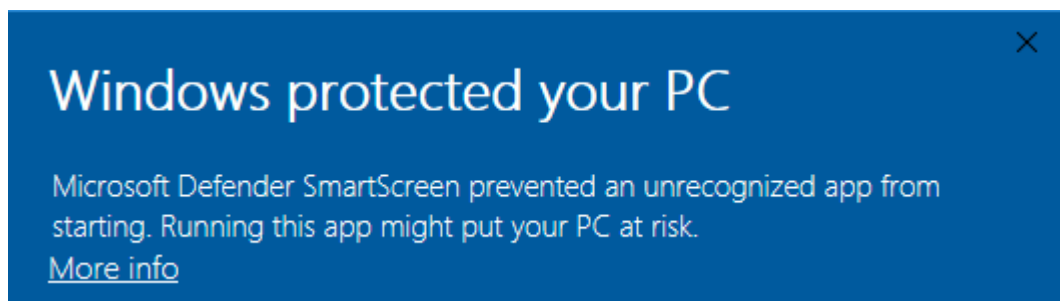 Windows protected your PC
Microsoft Defender SmartScreen prevented an unrecognized app from
starting. Running this app might put your PC at risk.
More info